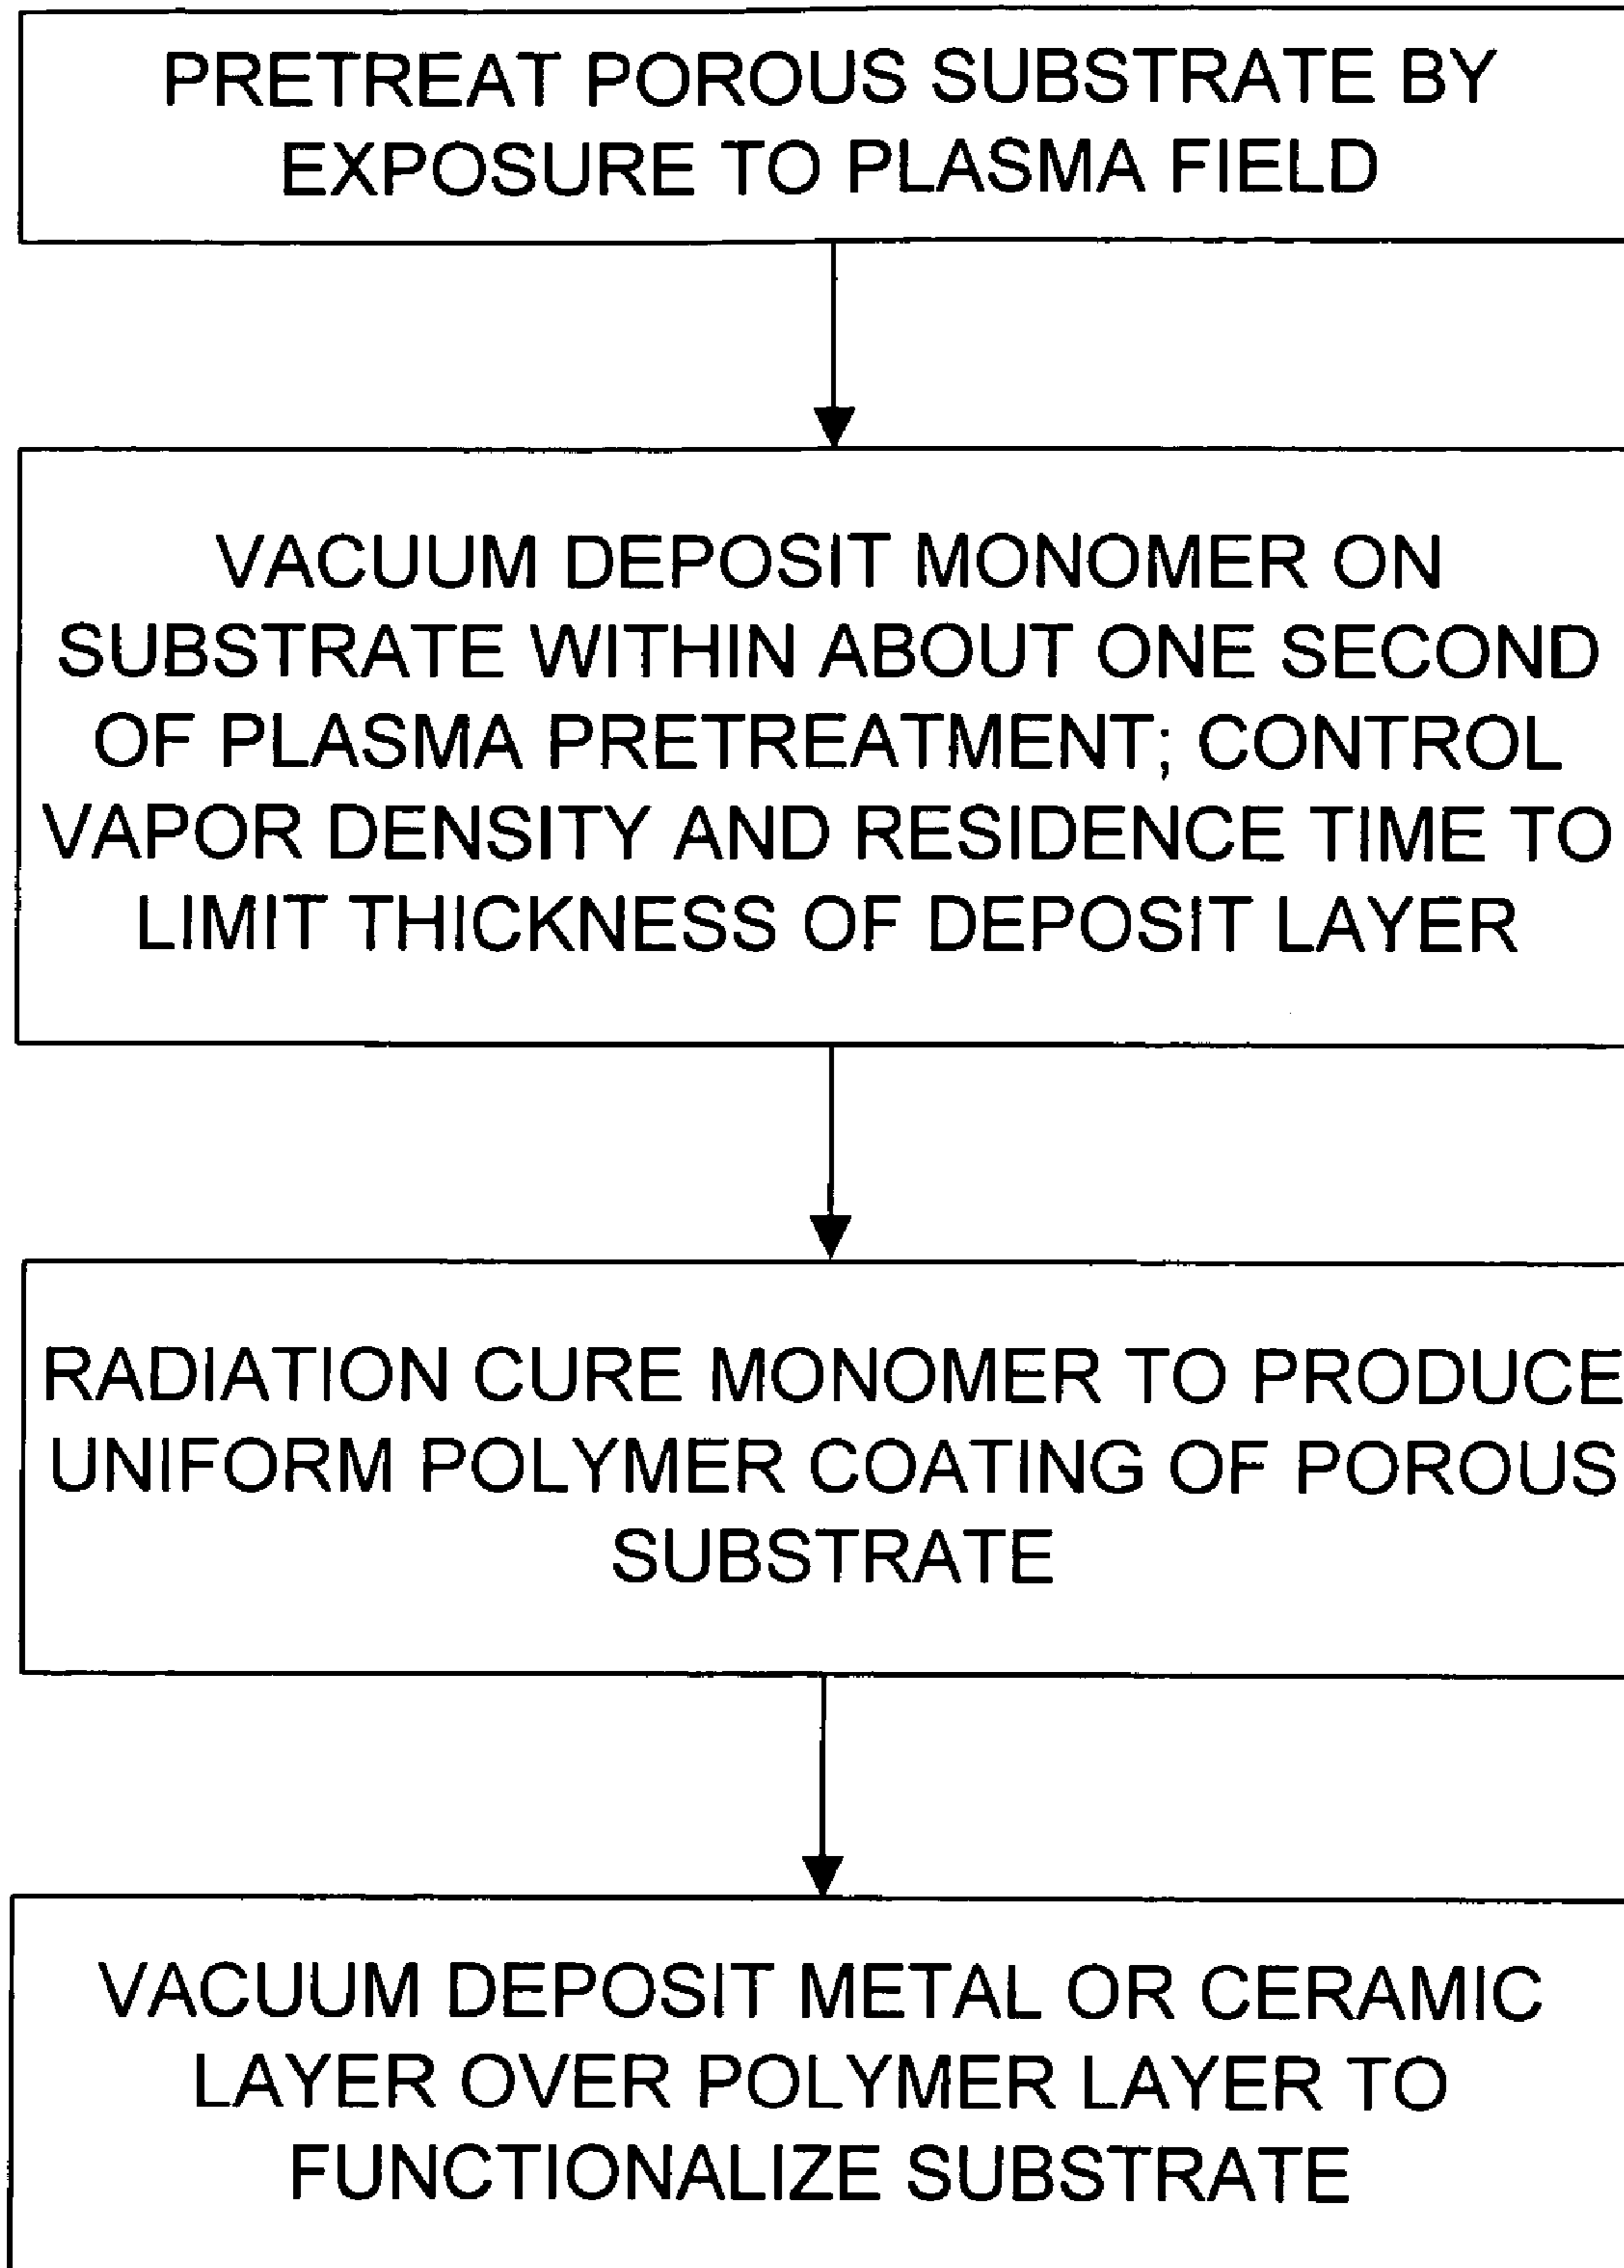 PRETREAT POROUS SUBSTRATE BY
EXPOSURE TO PLASMA FIELD
VACUUM DEPOSIT MONOMER ON
SUBSTRATE WITHIN ABOUT ONE SECOND
OF PLASMA PRETREATMENT; CONTROL
VAPOR DENSITY AND RESIDENCE TIME TO
LIMIT THICKNESS OF DEPOSIT LAYER
RADIATION CURE MONOMER TO PRODUCE
UNIFORM POLYMER COATING OF POROUS
SUBSTRATE
VACUUM DEPOSIT METAL OR CERAMIC
LAYER OVER POLYMER LAYER TO
FUNCTIONALIZE SUBSTRATE